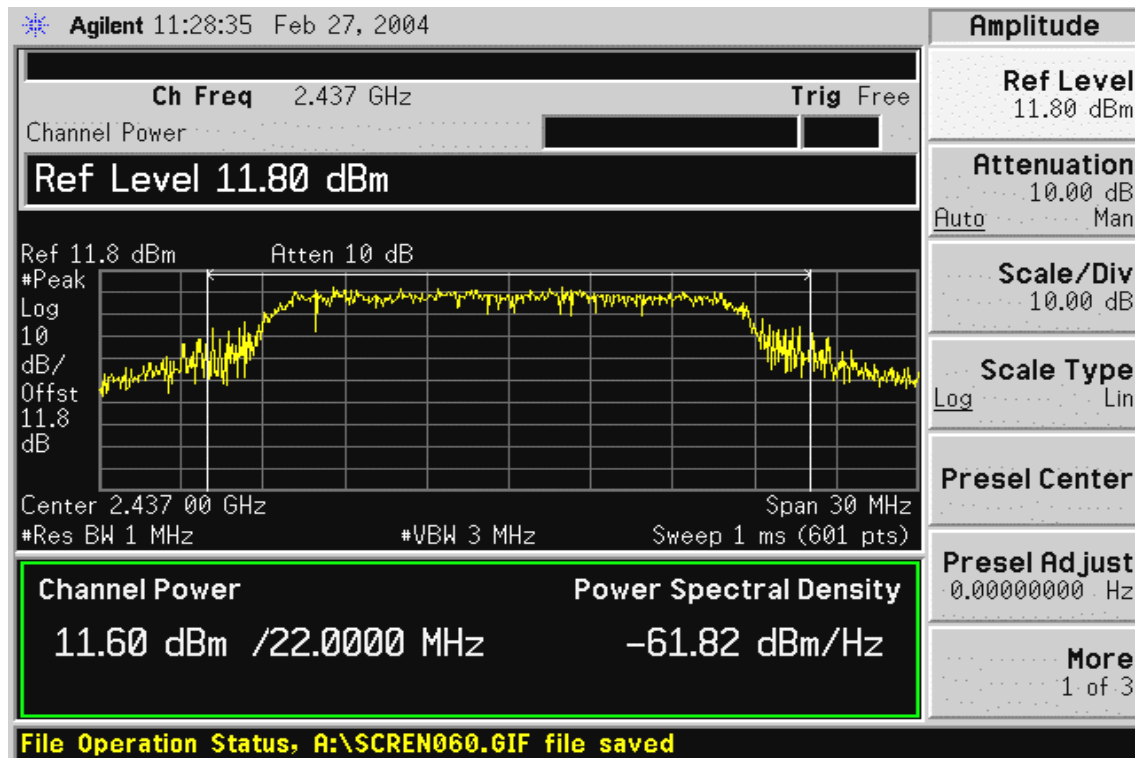 Agilent 11:28:35 Feb 27, 2004
Ch Freq 2.437 GHz Trig Free
Channel Power
Ref Level 11.80 dBm
Ref 11.8 dBm Atten 10 dB
#Peak
Log
10
dB/
Offst
11.8
dB
Center 2.437 00 GHz Span 30 MHz
#Res BW 1 MHz #VBW 3 MHz Sweep 1 ms (601 pts)
Channel Power Power Spectral Density
11.60 dBm /22.0000 MHz -61.82 dBm/Hz
File Operation Status, A:\SCREN060.GIF file saved
Amplitude
Ref Level
11.80 dBm
Attenuation
10.00 dB
Auto Man
Scale/Div
10.00 dB
Scale Type
Log Lin
Presel Center
Presel Adjust
0.00000000 Hz
More
1 of 3